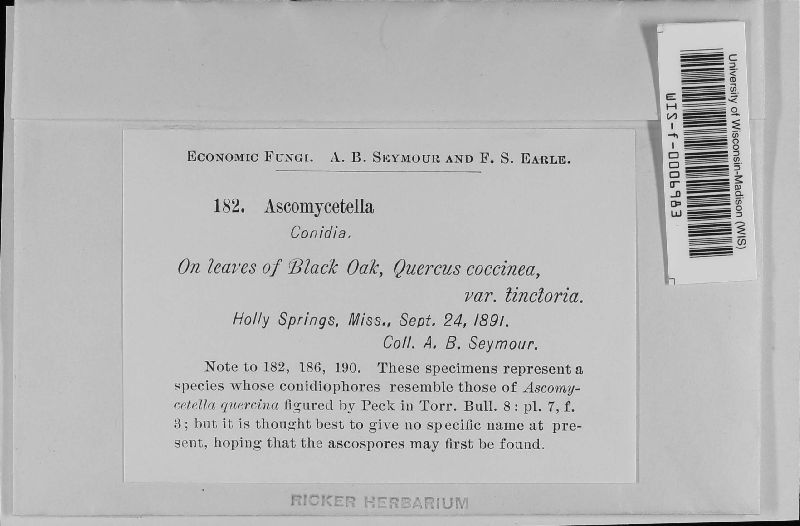 ECONOMIC FUNGI. A. B. SEYMOUR AND F. S. EARLE.
182. Ascomycetella
Conidia.
On leaves of Black Oak, Quercus coccinea,
var. tinctoria.
Holly Springs, Miss., Sept. 24, 1891.
Coll. A. B. Seymour.
Note to 182, 186, 190. These specimens represent a
species whose conidiophores resemble those of Ascomy-
cetella quercina figured by Peck in Torr. Bull. 8: pl. 7, f.
3; but it is thought best to give no specific name at pre-
sent, hoping that the ascospores may first be found.
RICKER HERBARIUM
University of Wisconsin-Madison (WIS)
WIS-f-0006983